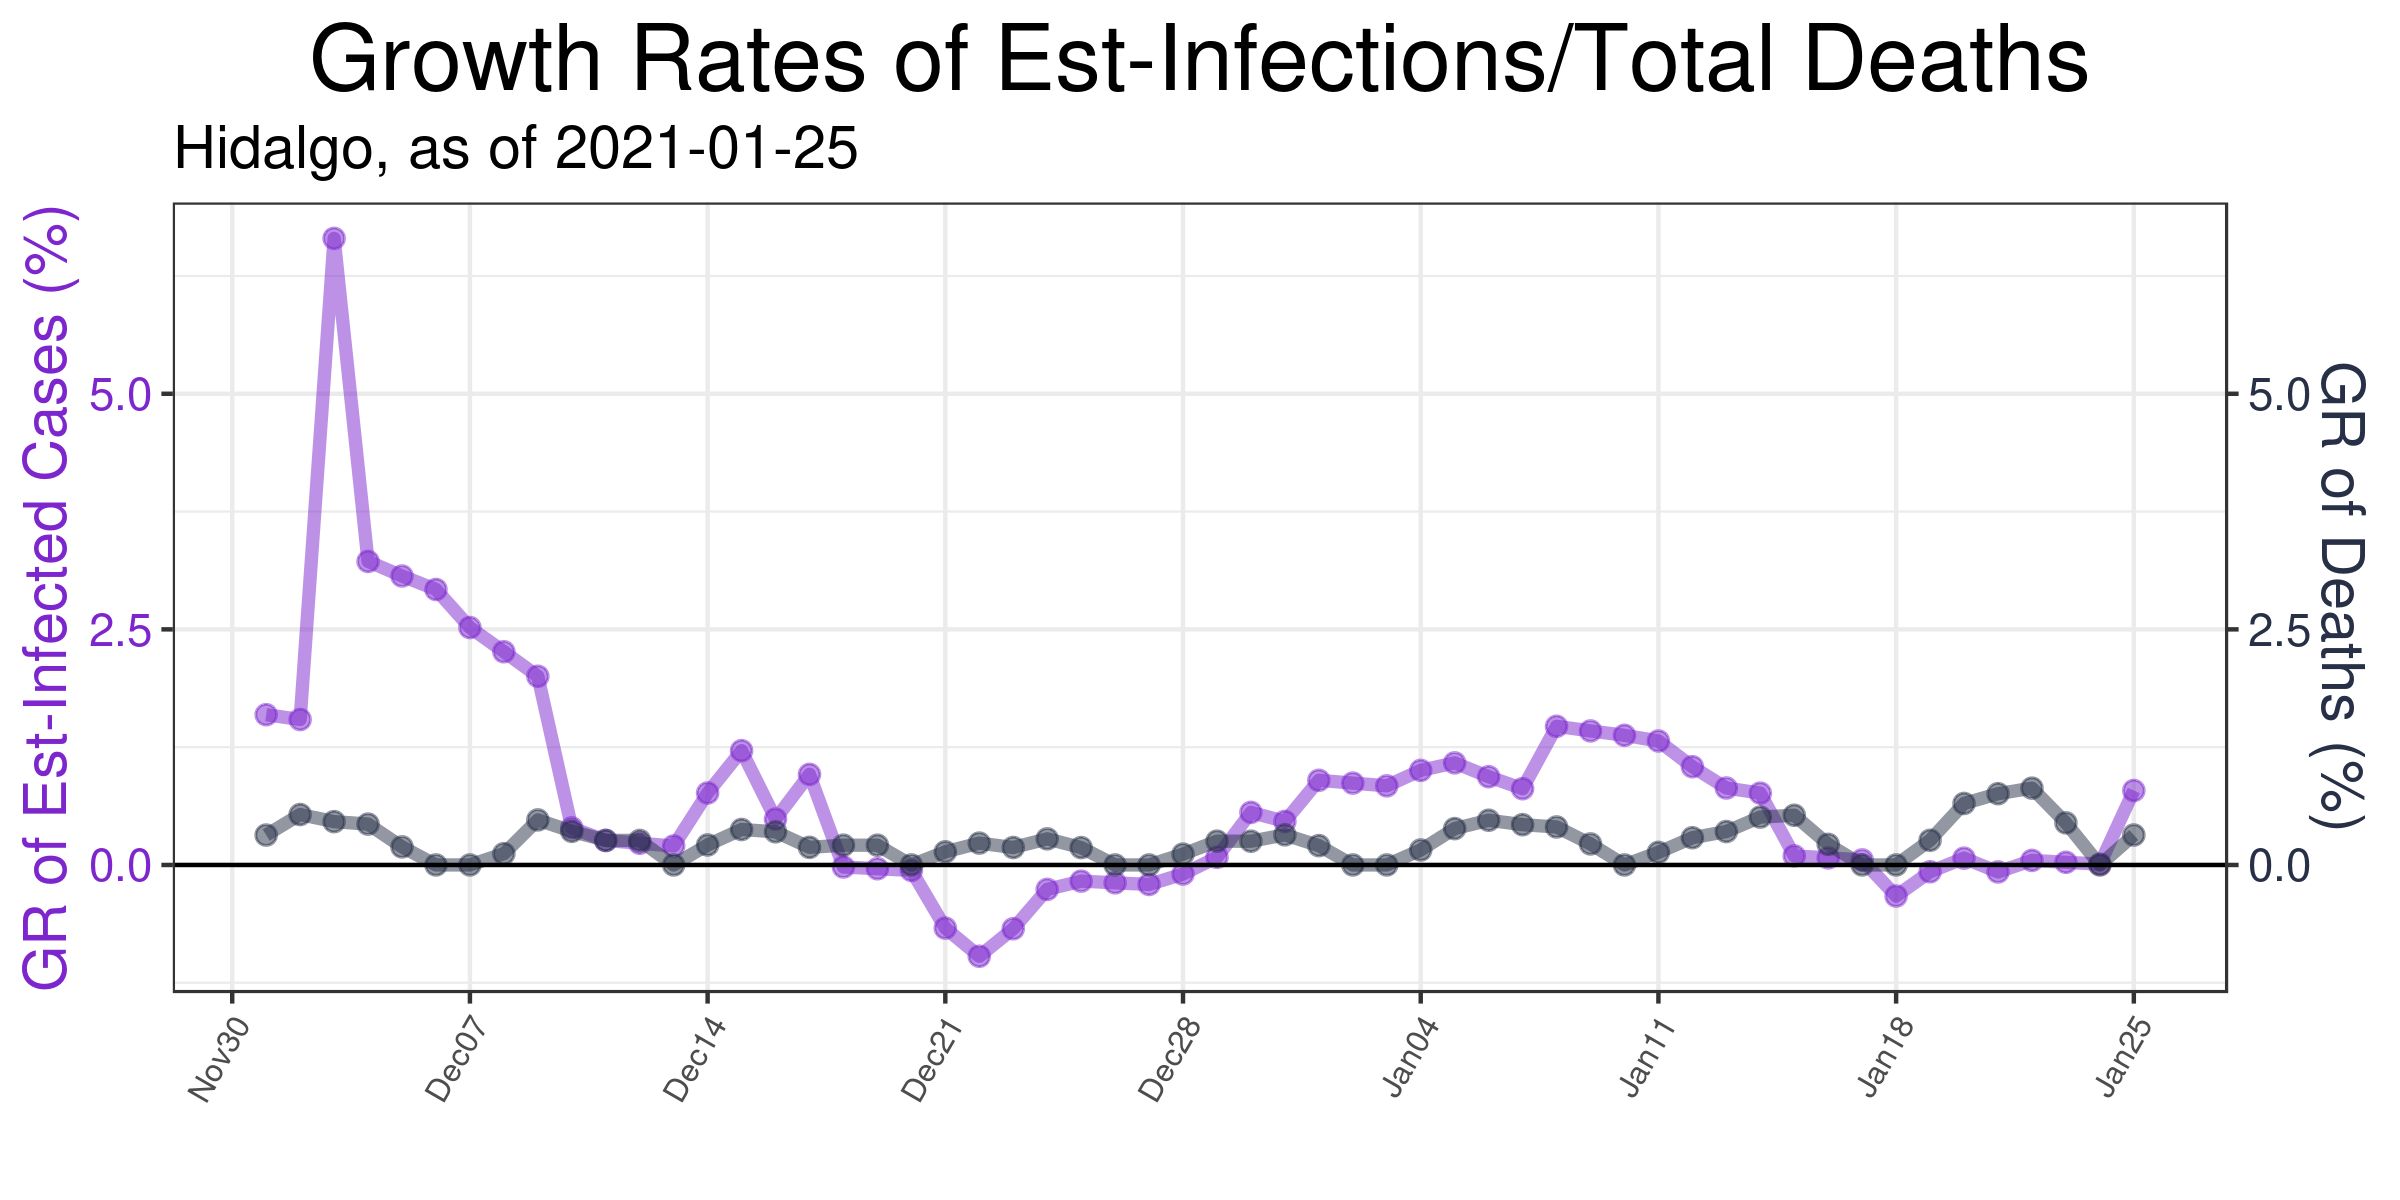 Growth Rates of Est-Infections/Total Deaths
Hidalgo, as of 2021-01-25
GR of Est-Infected Cases (%)
5.0
2.5
0.0
5.0
2.5
0.0
GR of Deaths (%)
Nov30
Dec07
Dec14
Dec21
Dec28
Jan04
Jan11
Jan18
Jan25